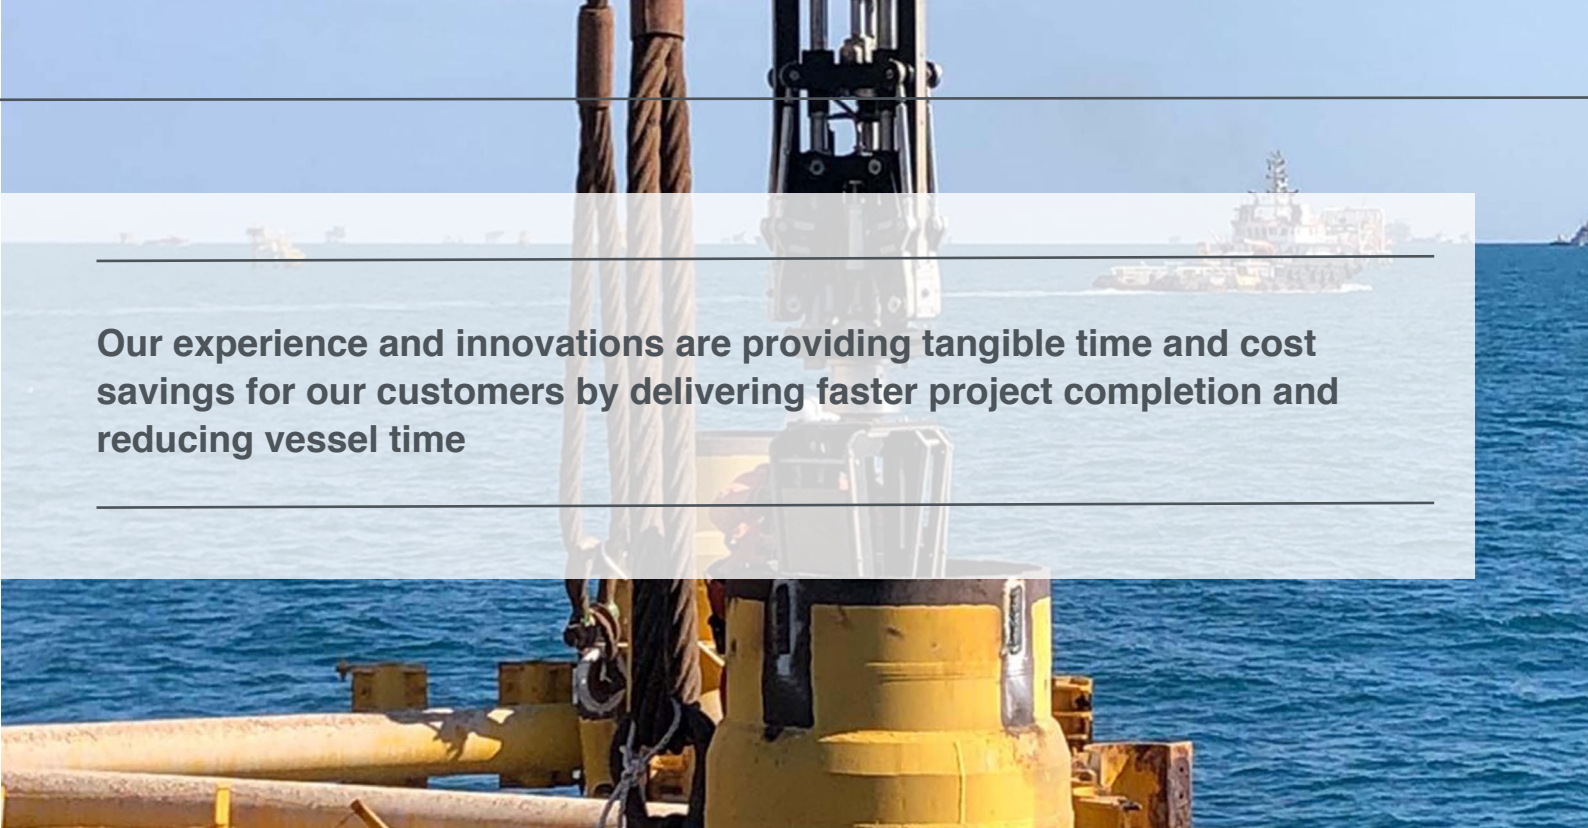 Our experience and innovations are providing tangible time and cost
savings for our customers by delivering faster project completion and
reducing vessel time